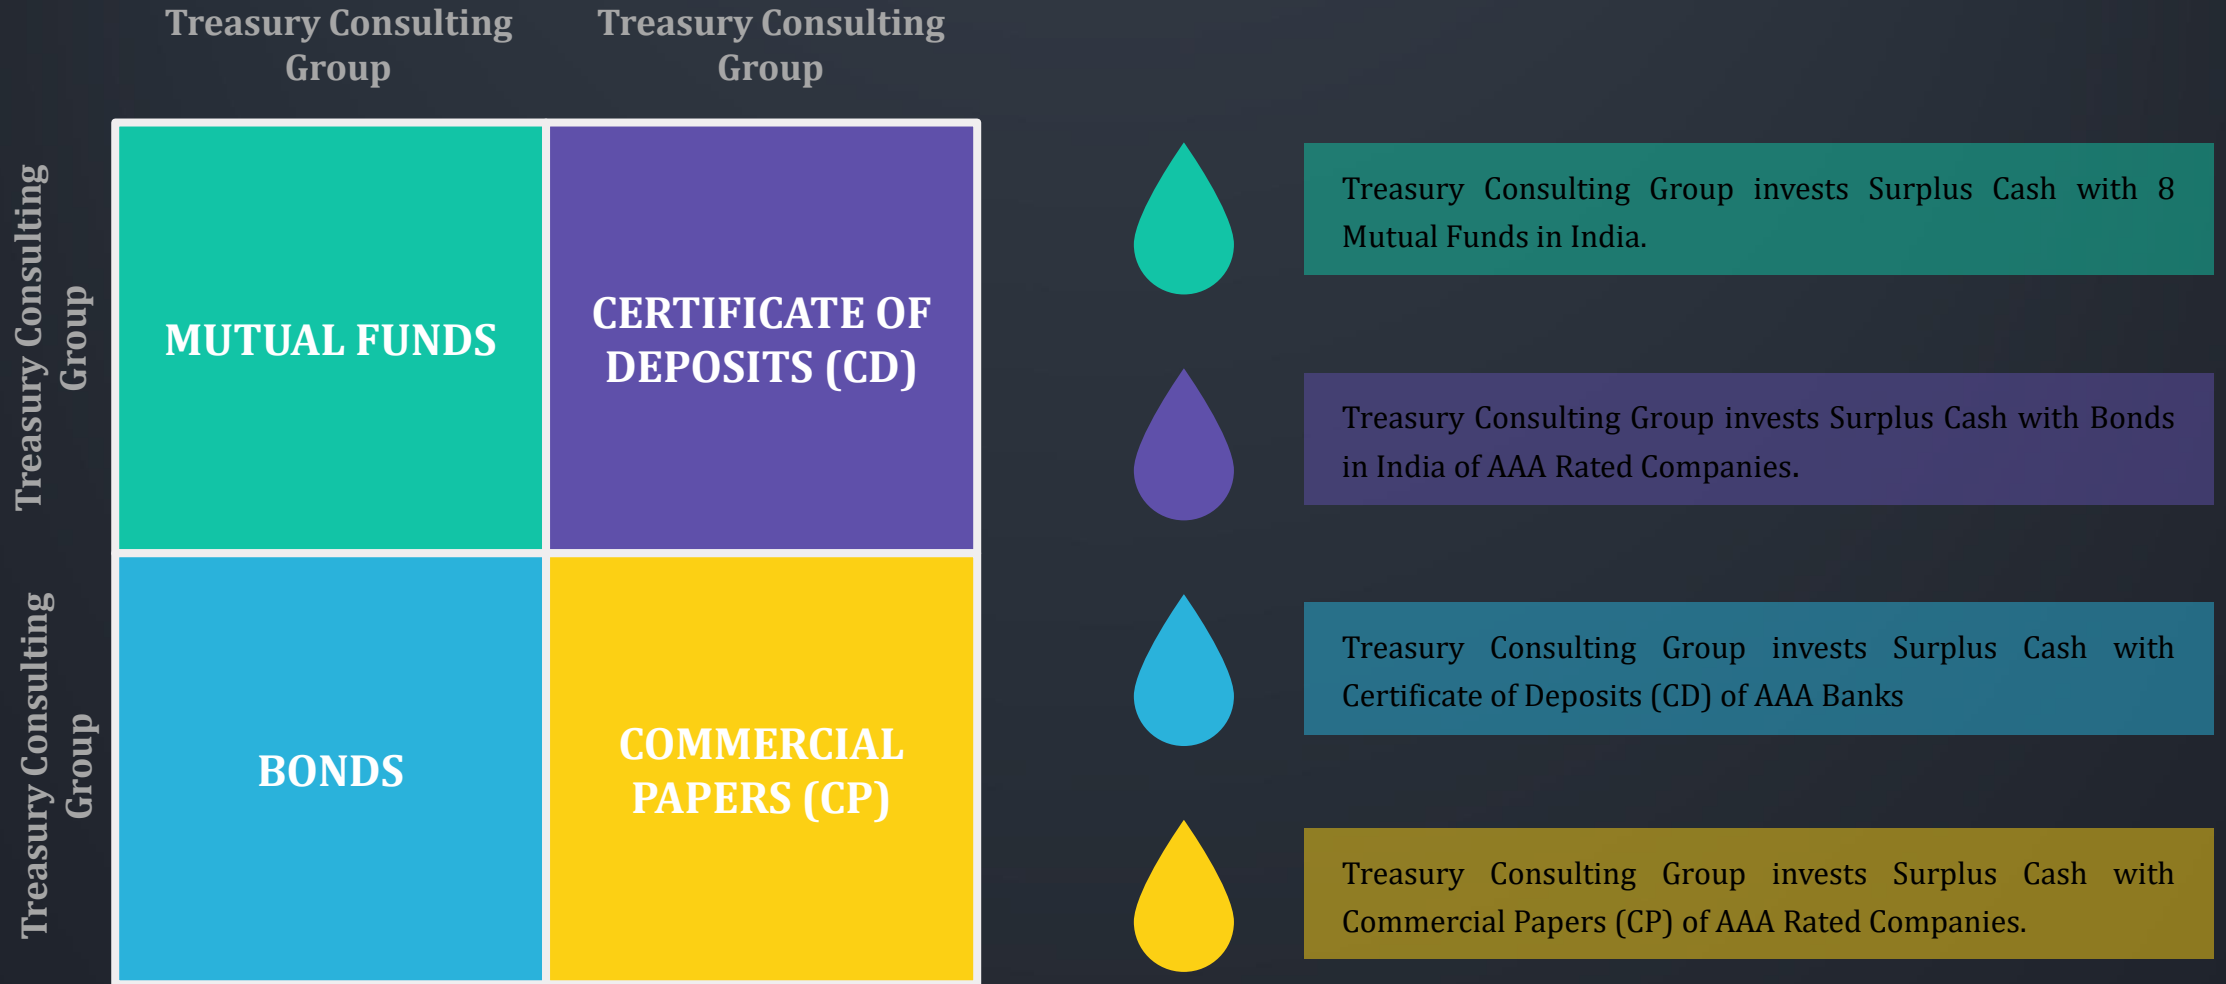 Treasury Consulting
Group
Treasury Consulting
Group
Treasury Consulting
Group
Treasury Consulting
Group
MUTUAL FUNDS
CERTIFICATE OF
DEPOSITS (CD)
BONDS
COMMERCIAL
PAPERS (CP)
Treasury Consulting Group invests Surplus Cash with 8
Mutual Funds in India.
Treasury Consulting Group invests Surplus Cash with Bonds
in India of AAA Rated Companies.
Treasury Consulting Group invests Surplus Cash with
Certificate of Deposits (CD) of AAA Banks
Treasury Consulting Group invests Surplus Cash with
Commercial Papers (CP) of AAA Rated Companies.